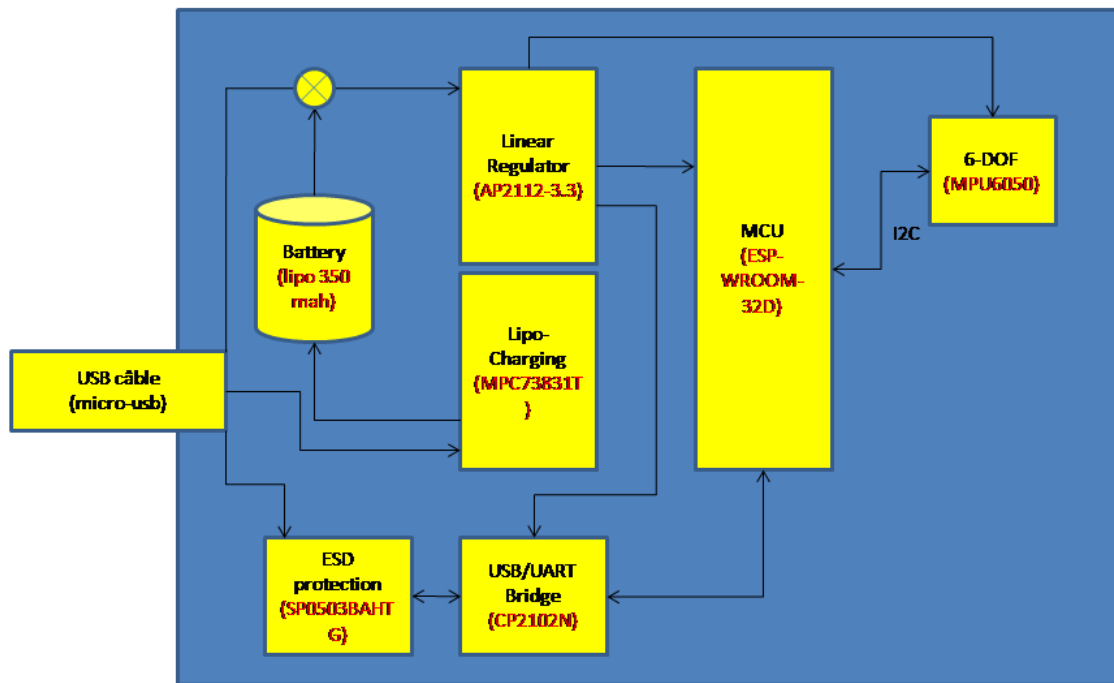 Linear
Regulator
(AP2112-3.3)
MCU
(ESP-
WROOM-
32D)
6-DOF
(MPU6050)
I2C
Battery
(lipo 350
mah)
Lipo-
Charging
(MPC73831T
)
USB câble
(micro-usb)
ESD
protection
(SP0503BAHT
G)
USB/UART
Bridge
(CP2102N)